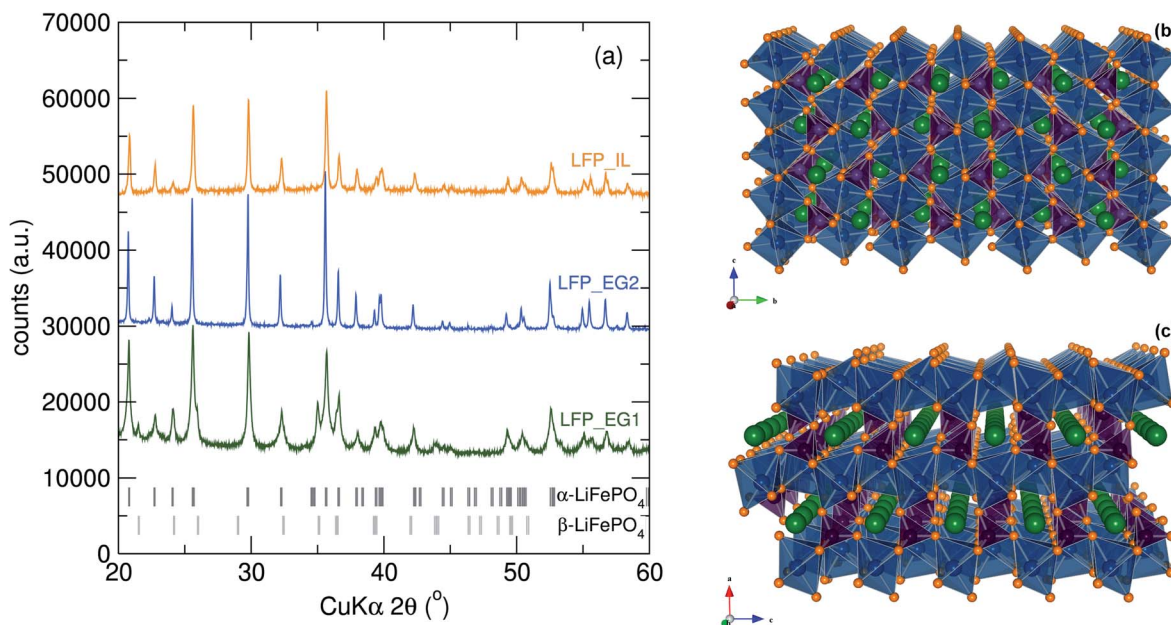 (a)
counts (a.u.)
70000
60000
50000
40000
30000
20000
10000
0
LFP_IL
LFP_EG2
LFP_EG1
α-LiFePO4
β-LiFePO4
20
30
40
50
60
CuKα 2θ (°)
(b
c
b
(c)
a
b
c